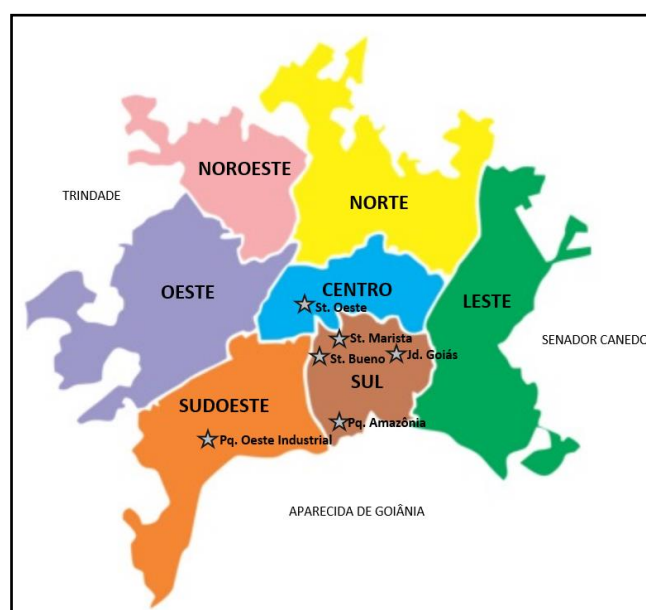 NOROESTE
TRINDADE
NORTE
OESTE
CENTRO
LESTE
St. Oeste
St. Marista
SENADOR CANEDO
St. Bueno
Jd. Goiás
SUL
SUDOESTE
Pq. Amazônia
Pq. Oeste Industrial
APARECIDA DE GOIÂNIA